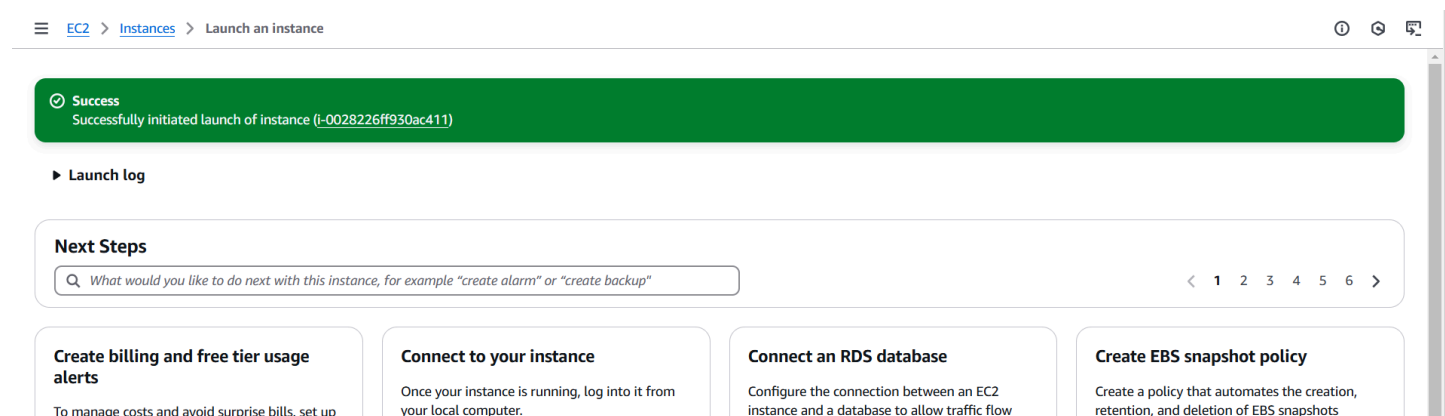 EC2 > Instances > Launch an instance
Success
Successfully initiated launch of instance (i-0028226ff930ac411)
Launch log
Next Steps
What would you like to do next with this instance, for example “create alarm” or “create backup"
1 2 3 4 5 6
Create billing and free tier usage
alerts
To manage costs and avoid surprise bills, set up
Connect to your instance
Once your instance is running, log into it from
your local computer.
Connect an RDS database
Configure the connection between an EC2
instance and a database to allow traffic flow
Create EBS snapshot policy
Create a policy that automates the creation,
retention, and deletion of EBS snapshots